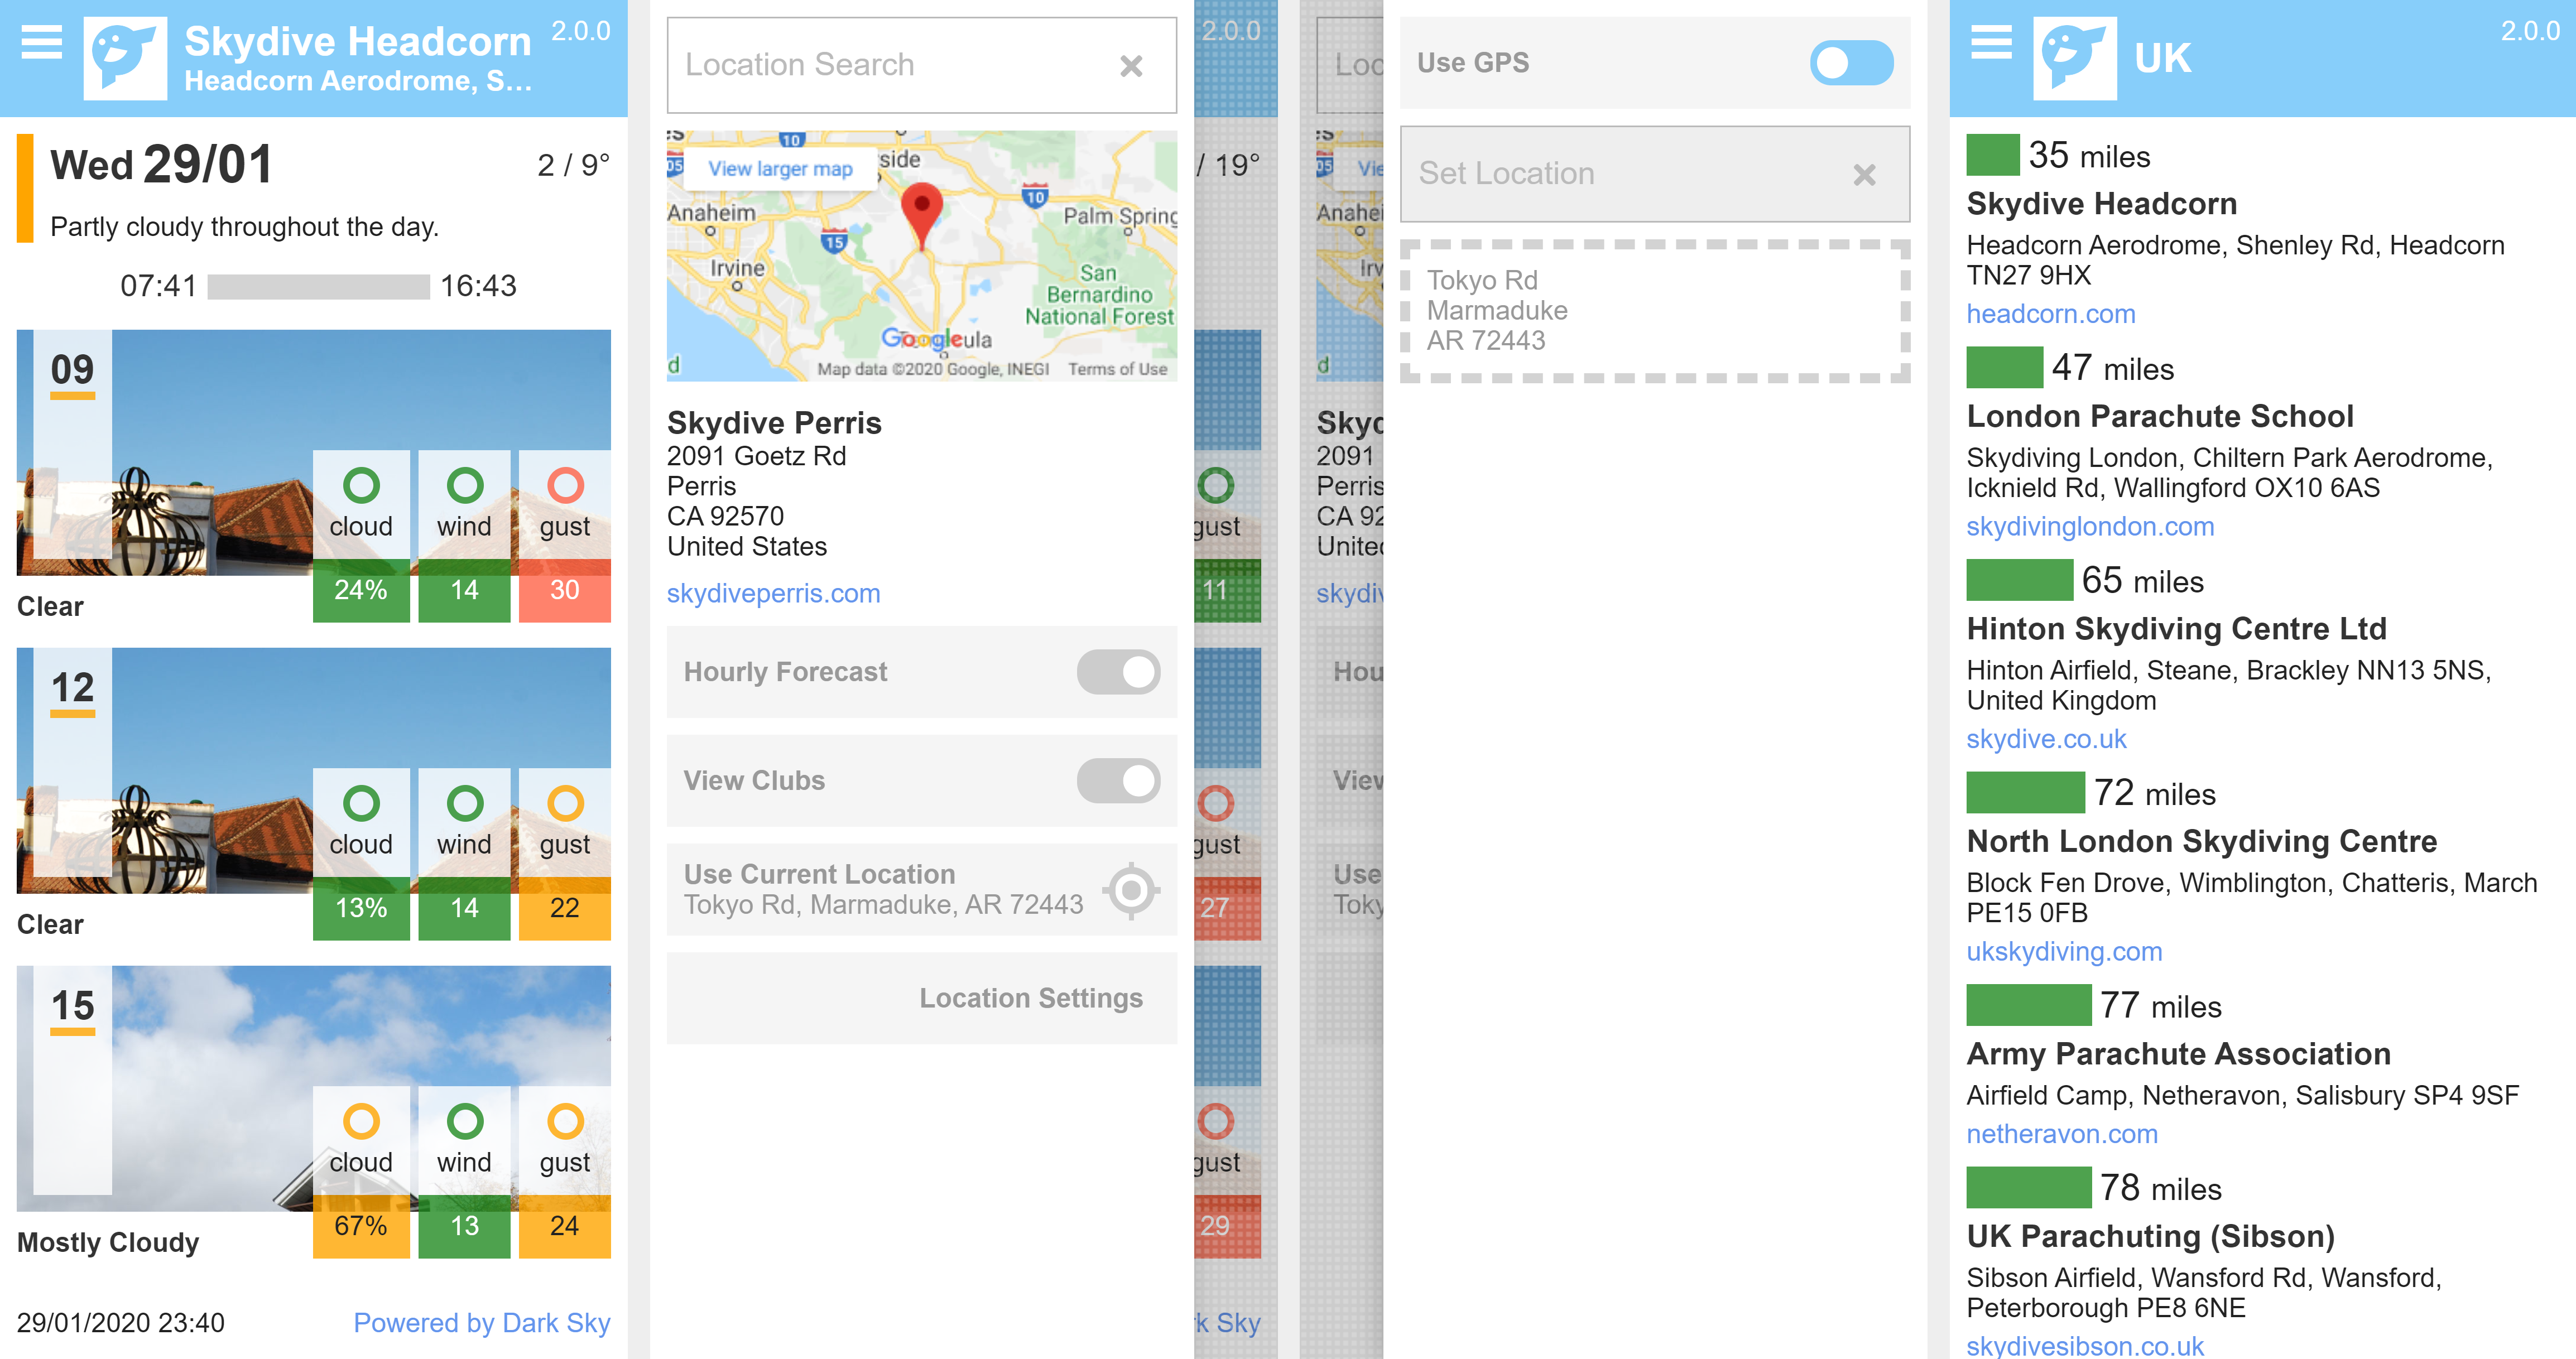 Skydive Headcorn
2.0.0
Headcorn Aerodrome, S...
Wed 29/01
2 / 9°
Partly cloudy throughout the day.
07:41
16:43
09
cloud
wind
gust
24%
14
30
Clear
12
cloud
wind
gust
13%
14
22
Clear
15
cloud
wind
gust
67%
13
24
Mostly Cloudy
29/01/2020 23:40
Powered by Dark Sky
Location Search
View larger map
side
10
Anaheim
10
Palm Spring
15
Irvine
San
Bernardino
National Forest
Google
ula
d
Map data ©2020 Google, INEGI
Terms of Use
Skydive Perris
2091 Goetz Rd
Perris
CA 92570
United States
skydiveperris.com
Hourly Forecast
View Clubs
Use Current Location
Tokyo Rd, Marmaduke, AR 72443
Location Settings
2.0.0
/ 19°
gust
11
gust
27
gust
29
rk Sky
Loc
Vie
05
Anahei
Irv
d
Skyd
2091
Perris
CA 92
United
skydiv
Hou
View
Use
Toky
Use GPS
Set Location
Tokyo Rd
Marmaduke
AR 72443
UK
2.0.0
35 miles
Skydive Headcorn
Headcorn Aerodrome, Shenley Rd, Headcorn
TN27 9HX
headcorn.com
47 miles
London Parachute School
Skydiving London, Chiltern Park Aerodrome,
Icknield Rd, Wallingford OX10 6AS
skydivinglondon.com
65 miles
Hinton Skydiving Centre Ltd
Hinton Airfield, Steane, Brackley NN13 5NS,
United Kingdom
skydive.co.uk
72 miles
North London Skydiving Centre
Block Fen Drove, Wimblington, Chatteris, March
PE15 0FB
ukskydiving.com
77 miles
Army Parachute Association
Airfield Camp, Netheravon, Salisbury SP4 9SF
netheravon.com
78 miles
UK Parachuting (Sibson)
Sibson Airfield, Wansford Rd, Wansford,
Peterborough PE8 6NE
skydivesibson.co.uk